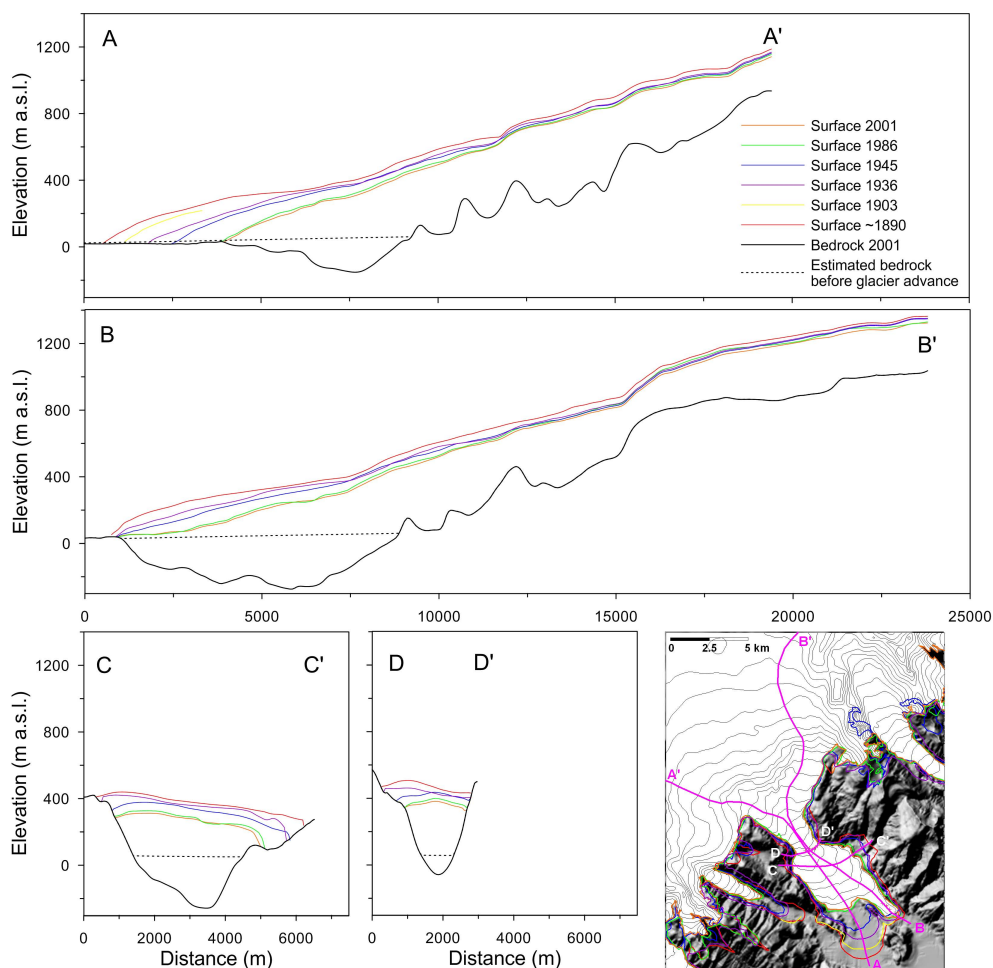 A
A'
1200
800
400
0
Elevation (m a.s.l.)
Surface 2001
Surface 1986
Surface 1945
Surface 1936
Surface 1903
Surface ~1890
Bedrock 2001
Estimated bedrock
before glacier advance
B
B'
1200
800
400
0
Elevation (m a.s.l.)
0
5000
10000
15000
20000
25000
C
C'
1200
800
400
0
Elevation (m a.s.l.)
0 2000 4000 6000
Distance (m)
D
D'
0 2000 4000 6000
Distance (m)
0 2.5 5 km
B'
A'
D'
C'
D
C
B
A